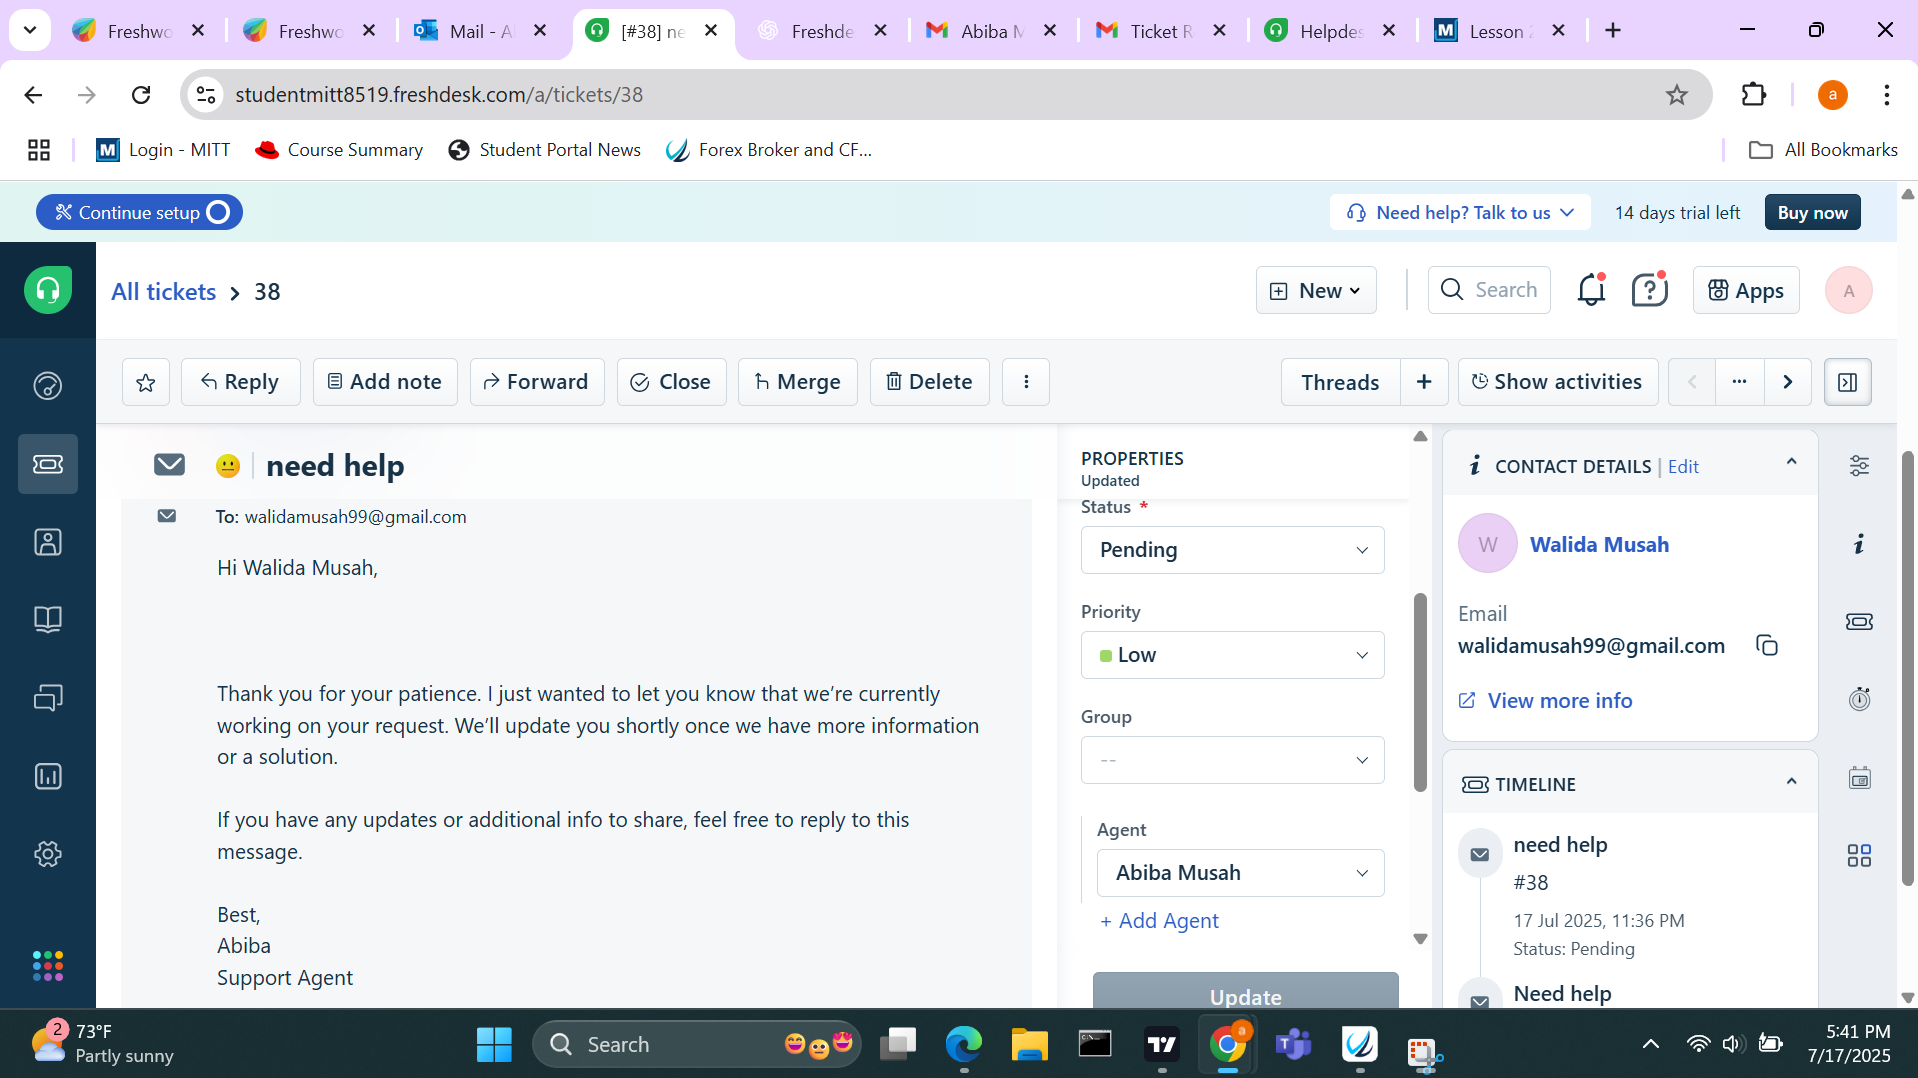 Freshwo
Freshwo
Mail - A
[#38] ne
Freshde
Abiba M
Ticket R
Helpdes
Lesson 2
studentmitt8519.freshdesk.com/a/tickets/38
a
Login - MITT
Course Summary
Student Portal News
Forex Broker and CF...
All Bookmarks
Continue setup
Need help? Talk to us
14 days trial left
Buy now
All tickets > 38
New
Search
Apps
A
Reply
Add note
Forward
Close
Merge
Delete
Threads
+
Show activities
need help
To: walidamusah99@gmail.com
Hi Walida Musah,
Thank you for your patience. I just wanted to let you know that we’re currently
working on your request. We’ll update you shortly once we have more information
or a solution.
If you have any updates or additional info to share, feel free to reply to this
message.
Best,
Abiba
Support Agent
PROPERTIES
Updated
Status *
Pending
Priority
Low
Group
--
Agent
Abiba Musah
+ Add Agent
Update
CONTACT DETAILS | Edit
W
Walida Musah
Email
walidamusah99@gmail.com
View more info
TIMELINE
need help
#38
17 Jul 2025, 11:36 PM
Status: Pending
Need help
2
73°F
Partly sunny
Search
a
5:41 PM
7/17/2025